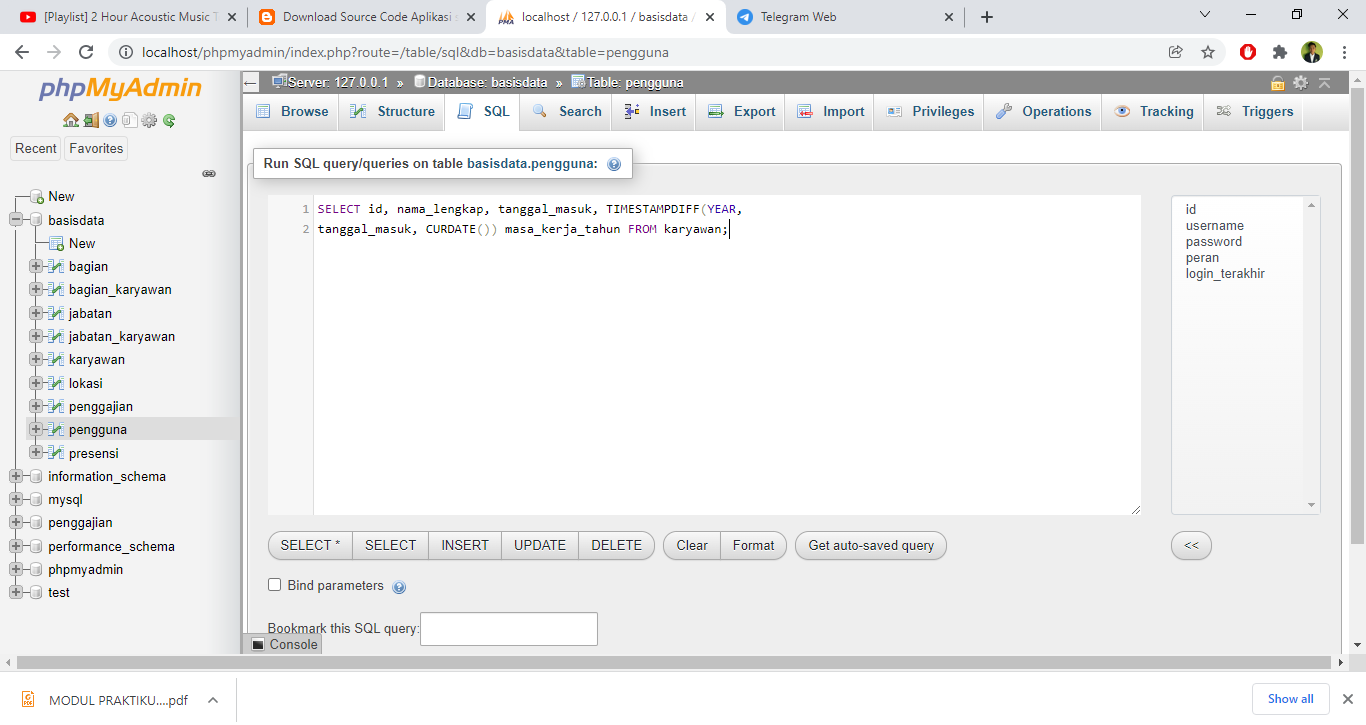 [Playlist] 2 Hour Acoustic Music T
Download Source Code Aplikasi
localhost / 127.0.0.1 / basisdata /
Telegram Web
localhost/phpmyadmin/index.php?route=/table/sql&db=basisdata&table=pengguna
phpMyAdmin
Recent
Favorites
New
basisdata
New
bagian
bagian_karyawan
jabatan
jabatan_karyawan
karyawan
lokasi
penggajian
pengguna
presensi
information_schema
mysql
penggajian
performance_schema
phpmyadmin
test
Server: 127.0.0.1 » Database: basisdata » Table: pengguna
Browse
Structure
SQL
Search
Insert
Export
Import
Privileges
Operations
Tracking
Triggers
Run SQL query/queries on table basisdata.pengguna:
1 SELECT id, nama_lengkap, tanggal_masuk, TIMESTAMPDIFF(YEAR,
2 tanggal_masuk, CURDATE()) masa_kerja_tahun FROM karyawan;
id
username
password
peran
login_terakhir
SELECT *
SELECT
INSERT
UPDATE
DELETE
Clear
Format
Get auto-saved query
<<
Bind parameters
Bookmark this SQL query:
Console
MODUL PRAKTIKU....pdf
Show all